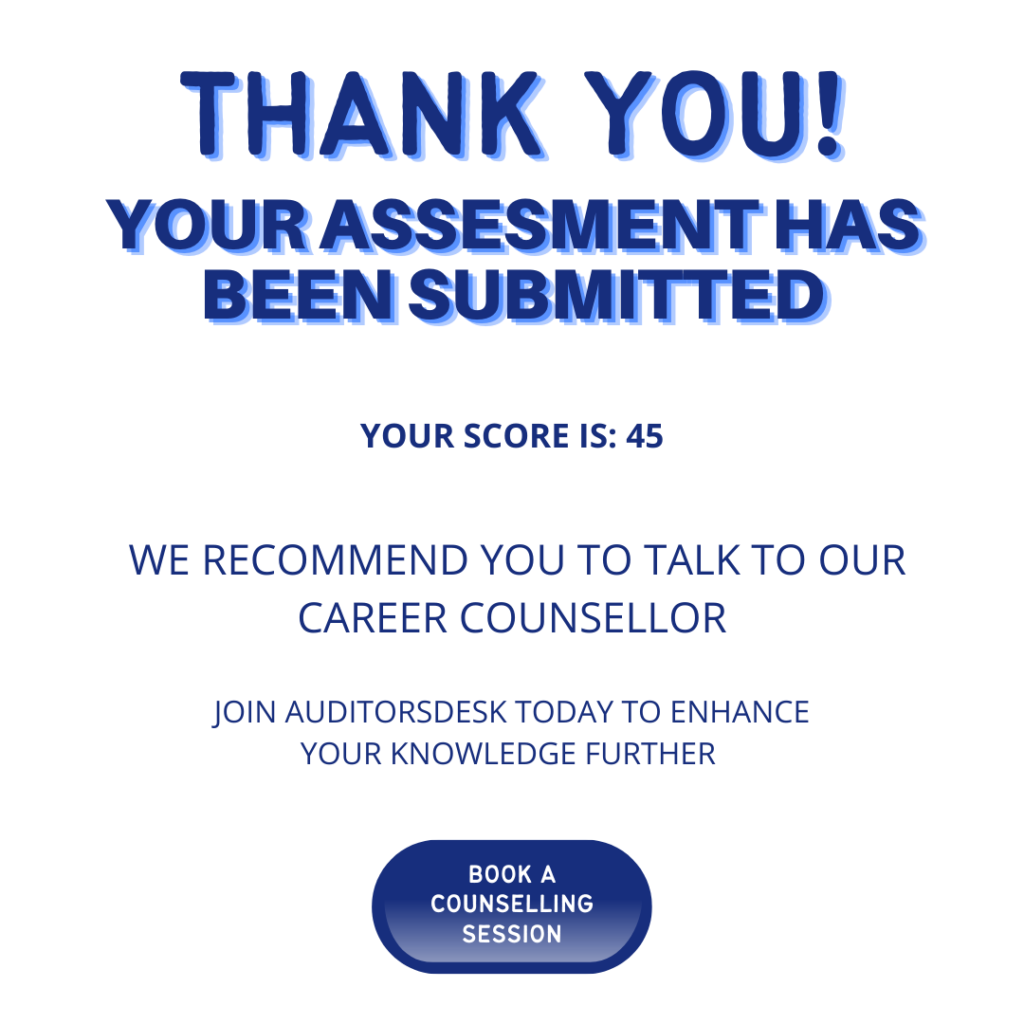 THANK YOU!
YOUR ASSESMENT HAS
BEEN SUBMITTED
YOUR SCORE IS: 45
WE RECOMMEND YOU TO TALK TO OUR
CAREER COUNSELLOR
JOIN AUDITORSDESK TODAY TO ENHANCE
YOUR KNOWLEDGE FURTHER
BOOK A
COUNSELLING
SESSION